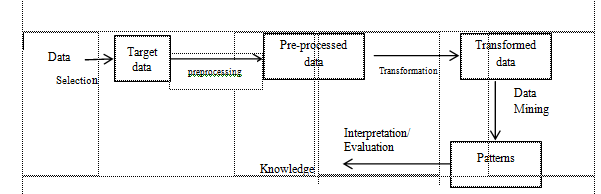 Data
Selection
Target
data
preprocessing
Pre-processed
data
Transformation
Transformed
data
Data
Mining
Patterns
Interpretation/
Evaluation
Knowledge